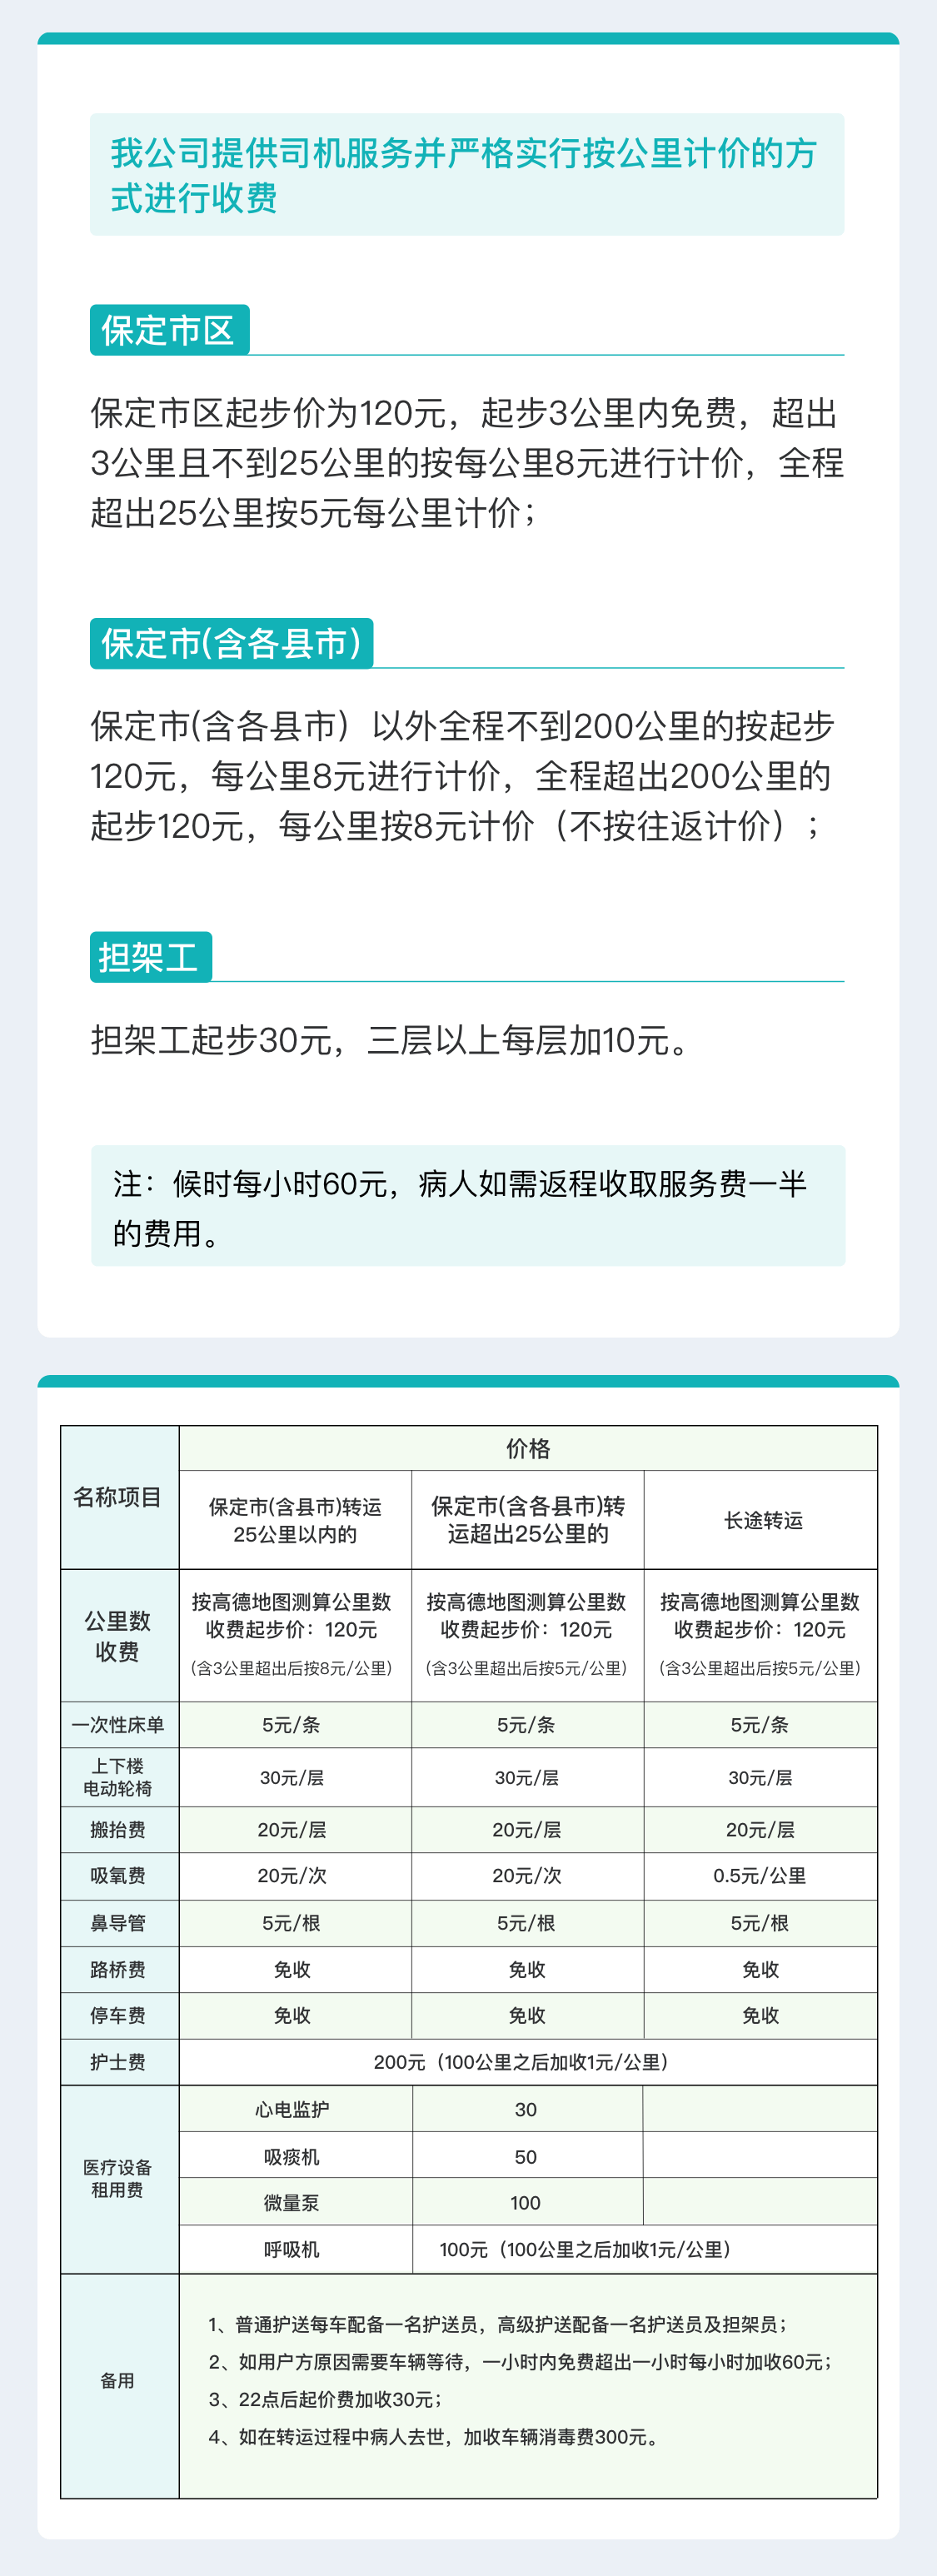 我公司提供司机服务并严格实行按公里计价的方
式进行收费
保定市区
保定市区起步价为120元，起步3公里内免费，超出
3公里且不到25公里的按每公里8元进行计价，全程
超出25公里按5元每公里计价；
保定市(含各县市)
保定市(含各县市）以外全程不到200公里的按起步
120元，每公里8元进行计价，全程超出200公里的
起步120元，每公里按8元计价（不按往返计价）；
担架工
担架工起步30元，三层以上每层加10元。
注：候时每小时60元，病人如需返程收取服务费一半
的费用。
名称项目
价格
保定市(含县市)转运
25公里以内的
保定市(含各县市)转
运超出25公里的
长途转运
公里数
收费
按高德地图测算公里数
收费起步价：120元
(含3公里超出后按8元/公里)
按高德地图测算公里数
收费起步价：120元
(含3公里超出后按5元/公里)
按高德地图测算公里数
收费起步价：120元
(含3公里超出后按5元/公里)
一次性床单 5元/条 5元/条 5元/条
上下楼
电动轮椅
30元/层 30元/层 30元/层
搬抬费 20元/层 20元/层 20元/层
吸氧费 20元/次 20元/次 0.5元/公里
鼻导管 5元/根 5元/根 5元/根
路桥费 免收 免收 免收
停车费 免收 免收 免收
护士费 200元（100公里之后加收1元/公里）
医疗设备
租用费
心电监护 30
吸痰机 50
微量泵 100
呼吸机 100元（100公里之后加收1元/公里）
备用
1、普通护送每车配备一名护送员，高级护送配备一名护送员及担架员；
2、如用户方原因需要车辆等待，一小时内免费超出一小时每小时加收60元；
3、22点后起价费加收30元；
4、如在转运过程中病人去世，加收车辆消毒费300元。